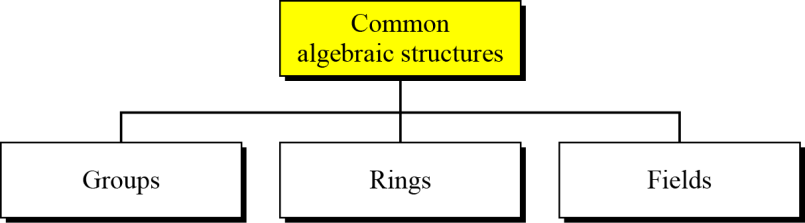 Common
algebraic structures
Groups
Rings
Fields